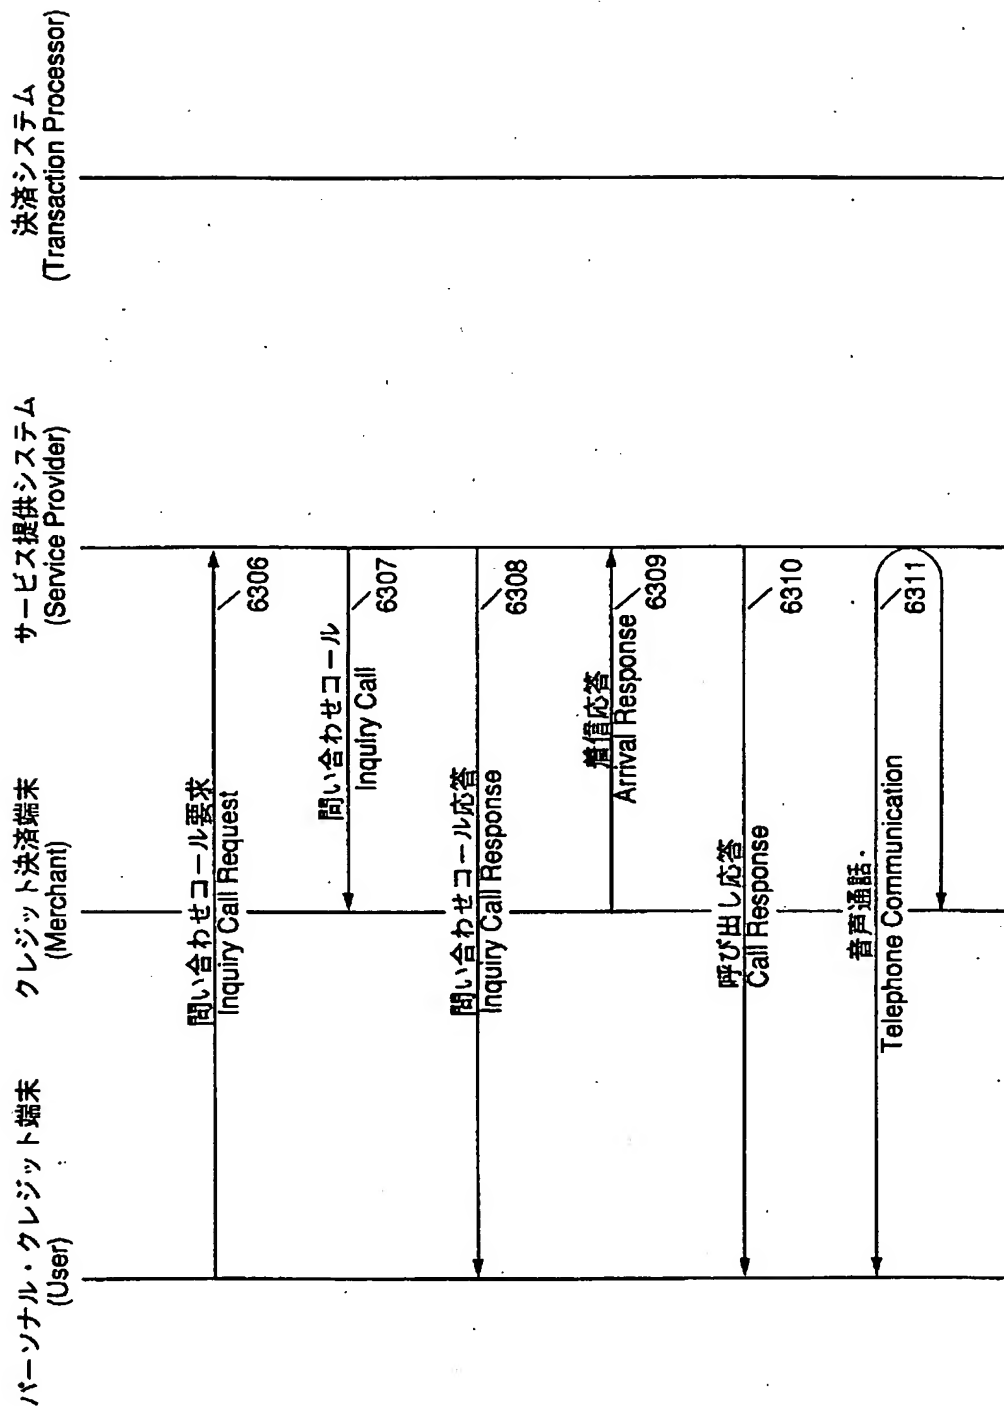 パーソナル・クレジット端末
(User)
クレジット決済端末
(Merchant)
サービス提供システム
(Service Provider)
決済システム
(Transaction Processor)
問い合わせコール要求
Inquiry Call Request
6306
問い合わせコール
Inquiry Call
6307
問い合わせコール応答
Inquiry Call Response
6308
着信応答
Arrival Response
6309
呼び出し応答
Call Response
6310
音声通話
Telephone Communication
6311